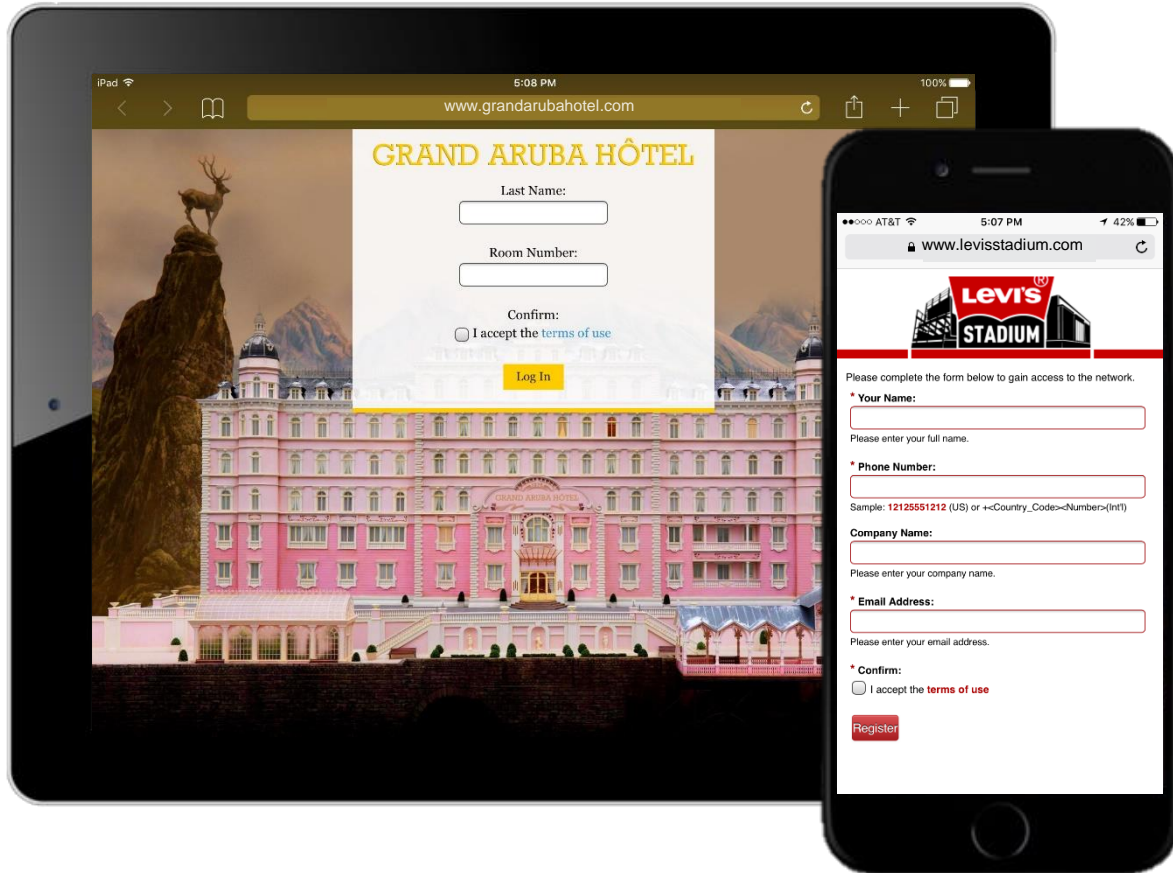 iPad 5:08 PM 100%
www.grandarubahotel.com
GRAND ARUBA HÔTEL
Last Name:
Room Number:
Confirm:
I accept the terms of use
Log In
GRAND ARUBA HÔTEL
AT&T 5:07 PM 42%
www.levisstadium.com
LEVI'S ®
STADIUM
Please complete the form below to gain access to the network.
* Your Name:
Please enter your full name.
* Phone Number:
Sample: 12125551212 (US) or +<Country_Code><Number>(Int'l)
Company Name:
Please enter your company name.
* Email Address:
Please enter your email address.
* Confirm:
I accept the terms of use
Register